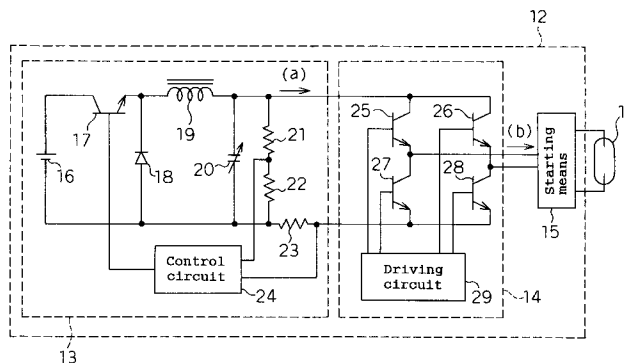 12
(a)
17
19
20
21
22
16
18
23
Control
circuit
24
13
25
26
27
28
(b)
Driving
circuit
29
14
Starting
means
15
1